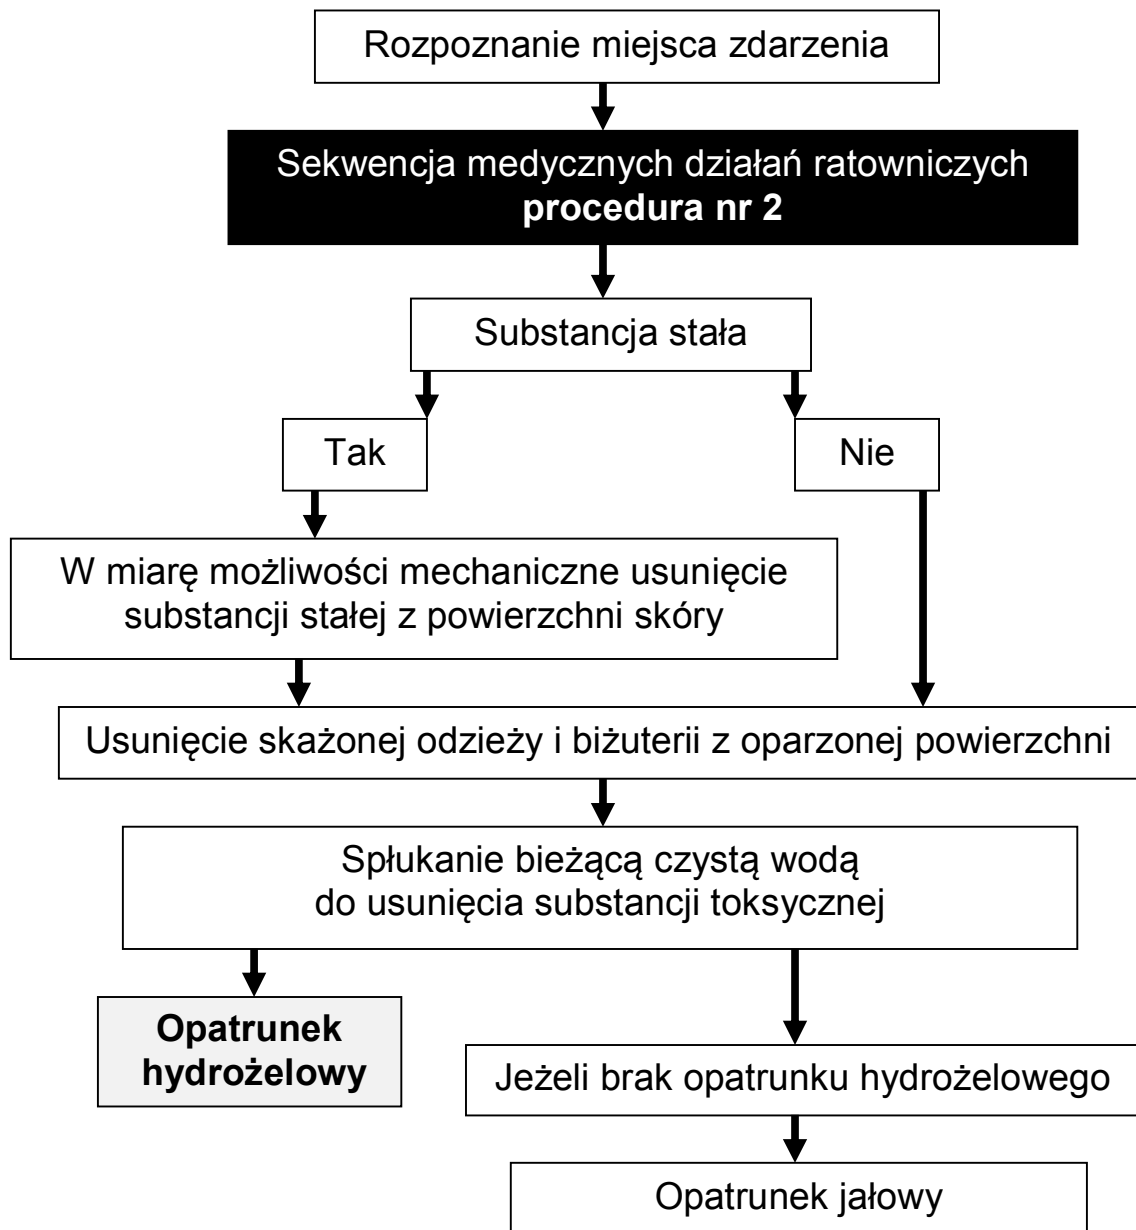 Rozpoznanie miejsca zdarzenia
Sekwencja medycznych działań ratowniczych
procedura nr 2
Substancja stała
Tak
Nie
W miarę możliwości mechaniczne usunięcie
substancji stałej z powierzchni skóry
Usunięcie skażonej odzieży i biżuterii z oparzonej powierzchni
Spłukanie bieżącą czystą wodą
do usunięcia substancji toksycznej
Opatrunek
hydrożelowy
Jeżeli brak opatrunku hydrożelowego
Opatrunek jałowy